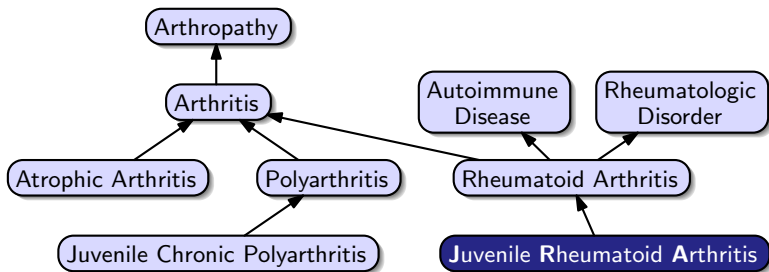 Arthropathy
Arthritis
Autoimmune
Disease
Rheumatologic
Disorder
Atrophic Arthritis
Polyarthritis
Rheumatoid Arthritis
Juvenile Chronic Polyarthritis
Juvenile Rheumatoid Arthritis